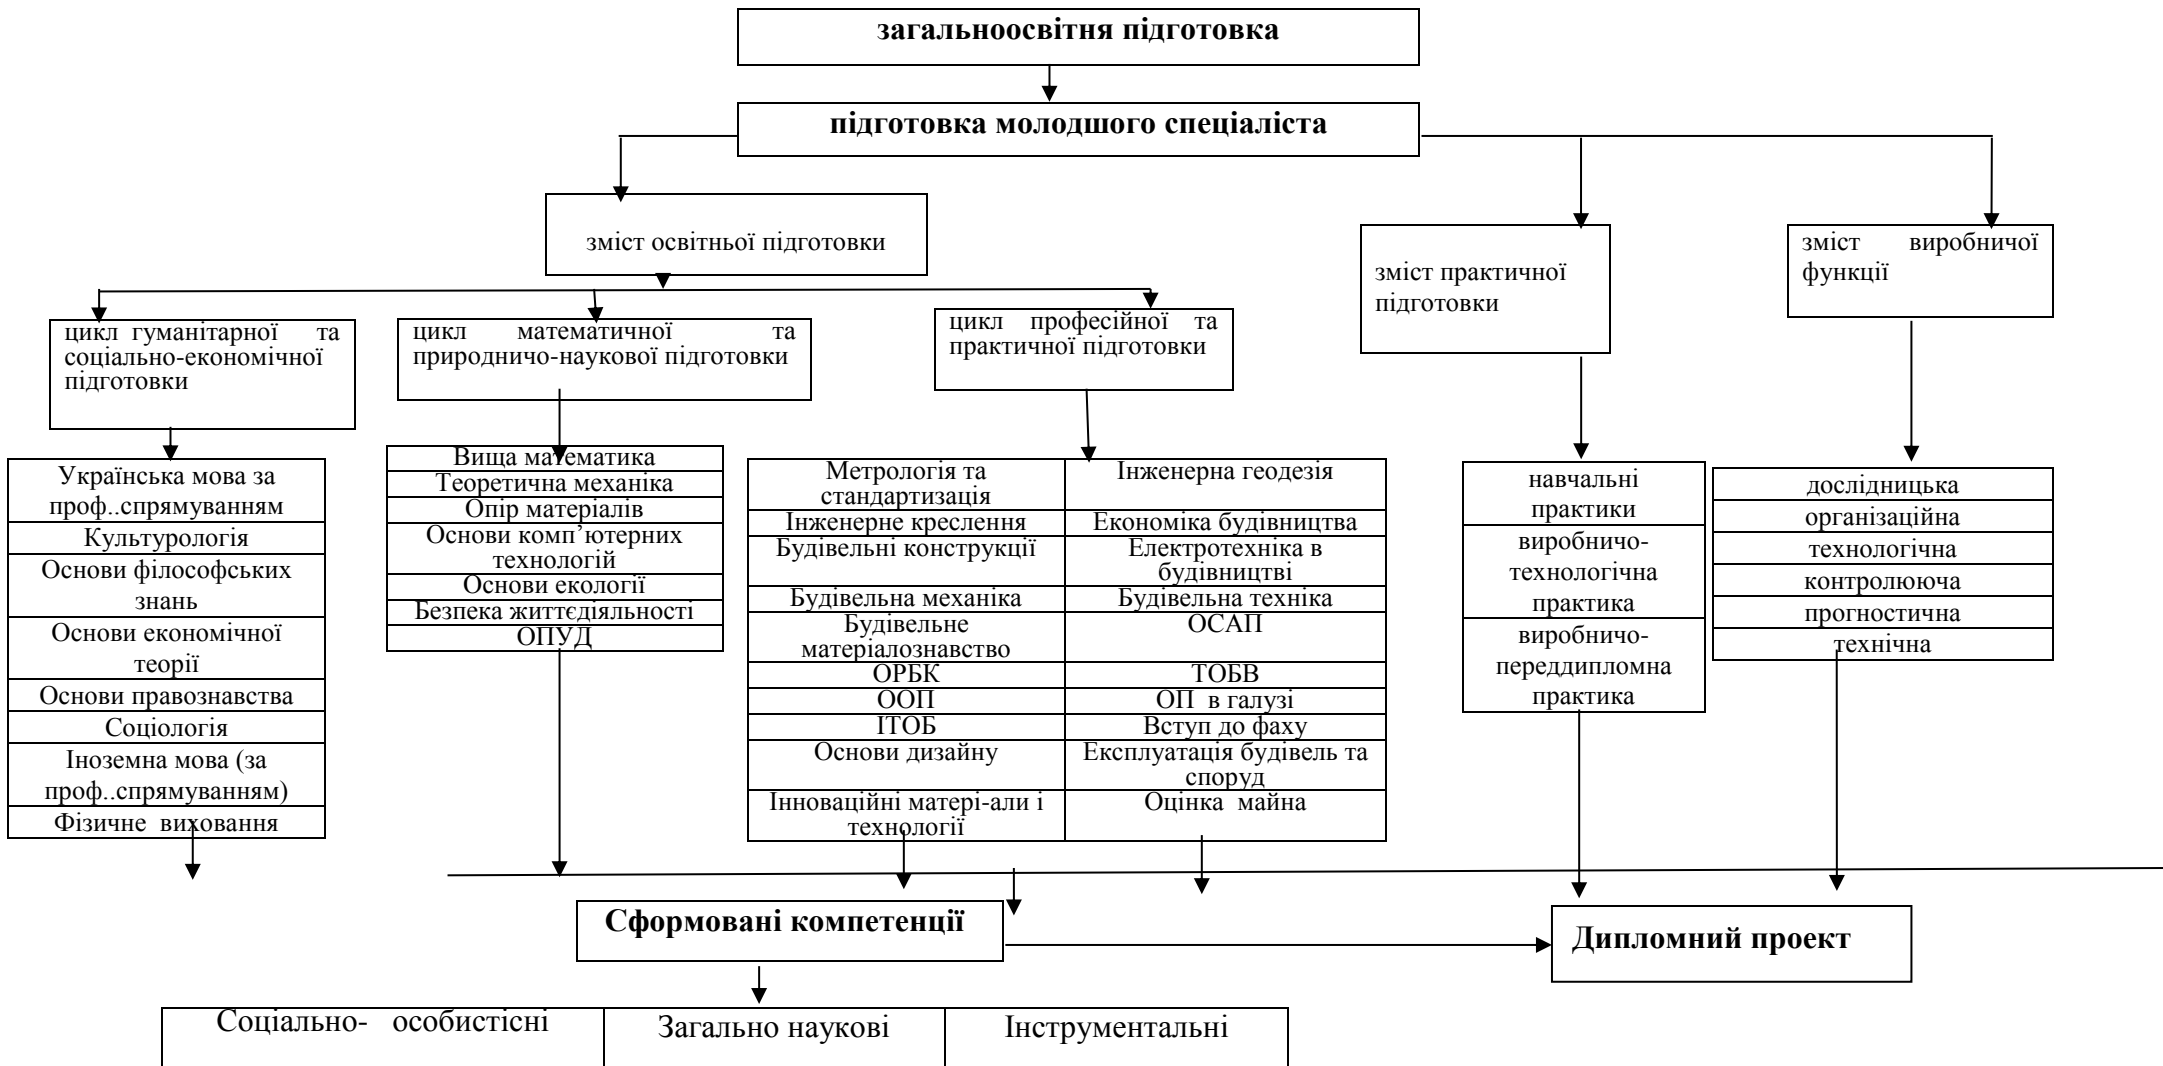 загальноосвітня підготовка
підготовка молодшого спеціаліста
зміст освітньої підготовки
зміст практичної
підготовки
зміст виробничої
функції
цикл гуманітарної та
соціально-економічної
підготовки
цикл математичної та
природничо-наукової підготовки
цикл професійної та
практичної підготовки
Українська мова за
проф..спрямуванням
Культурологія
Основи філософських
знань
Основи економічної
теорії
Основи правознавства
Соціологія
Іноземна мова (за
проф..спрямуванням)
Фізичне виховання
Вища математика
Теоретична механіка
Опір матеріалів
Основи комп’ютерних
технологій
Основи екології
Безпека життєдіяльності
ОПУД
Метрологія та
стандартизація
Інженерна геодезія
Інженерне креслення
Економіка будівництва
Будівельні конструкції
Електротехніка в
будівництві
Будівельна механіка
Будівельна техніка
Будівельне
матеріалознавство
ОСАП
ОРБК
ТОБВ
ООП
ОП в галузі
ІТОБ
Вступ до фаху
Основи дизайну
Експлуатація будівель та
споруд
Інноваційні матері-али і
технології
Оцінка майна
навчальні
практики
виробничо-
технологічна
практика
виробничо-
переддипломна
практика
дослідницька
організаційна
технологічна
контролююча
прогностична
технічна
Сформовані компетенції
Дипломний проект
Соціально- особистісні
Загально наукові
Інструментальні